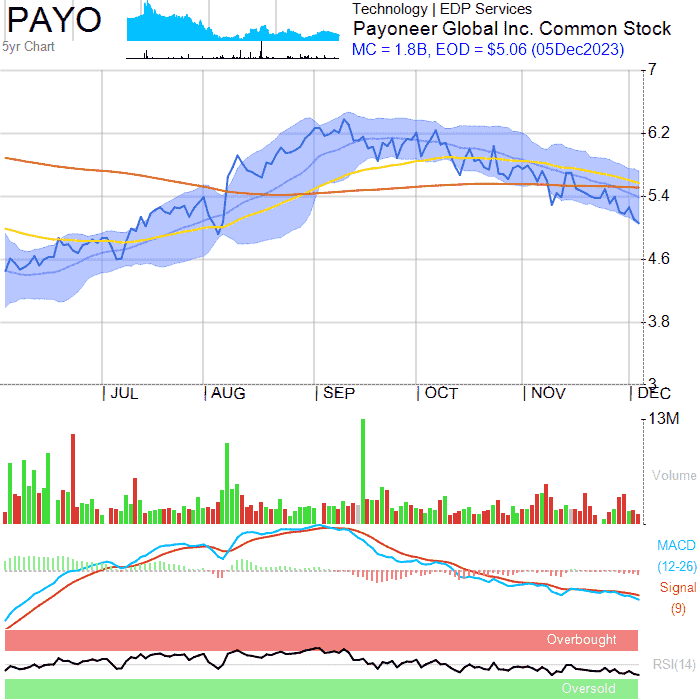 PAYO
5yr Chart
Technology | EDP Services
Payoneer Global Inc. Common Stock
MC = 1.8B, EOD = $5.06 (05Dec2023)
7
6.2
5.4
4.6
3.8
3
JUL AUG SEP OCT NOV DEC
13M
Volume
MACD
(12-26)
Signal
(9)
Overbought
RSI(14)
Oversold